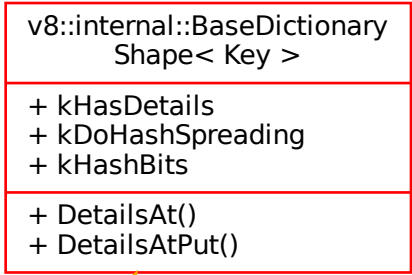 v8::internal::BaseDictionary
Shape< Key >
+ kHasDetails
+ kDoHashSpreading
+ kHashBits
+ DetailsAt()
+ DetailsAtPut()